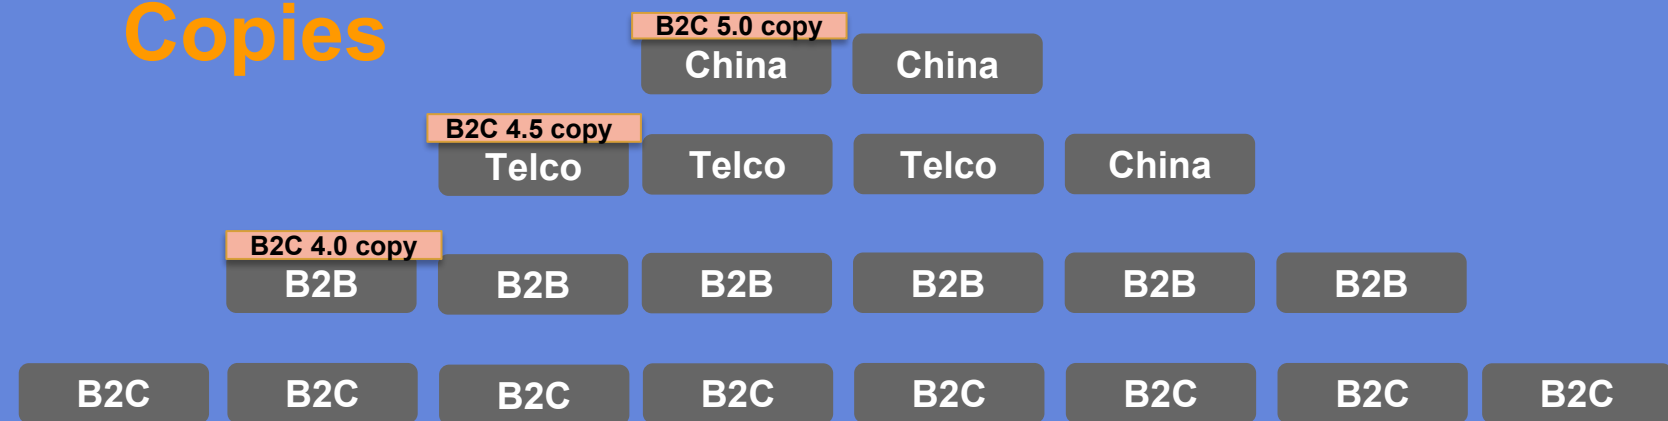 Copies
B2C 5.0 copy
China China
B2C 4.5 copy
Telco Telco Telco China
B2C 4.0 copy
B2B B2B B2B B2B B2B B2B
B2C B2C B2C B2C B2C B2C B2C B2C